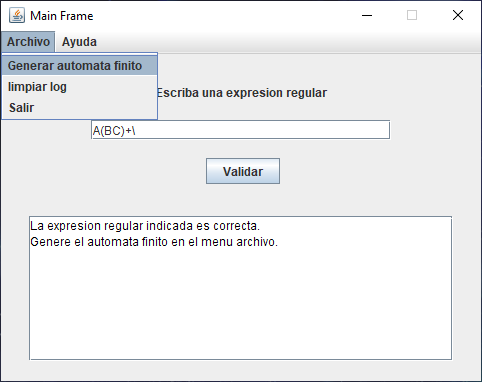 Main Frame
Archivo Ayuda
Generar automata finito
limpiar log
Salir
Escriba una expresion regular
A(BC)+\
Validar
La expresion regular indicada es correcta.
Genere el automata finito en el menu archivo.